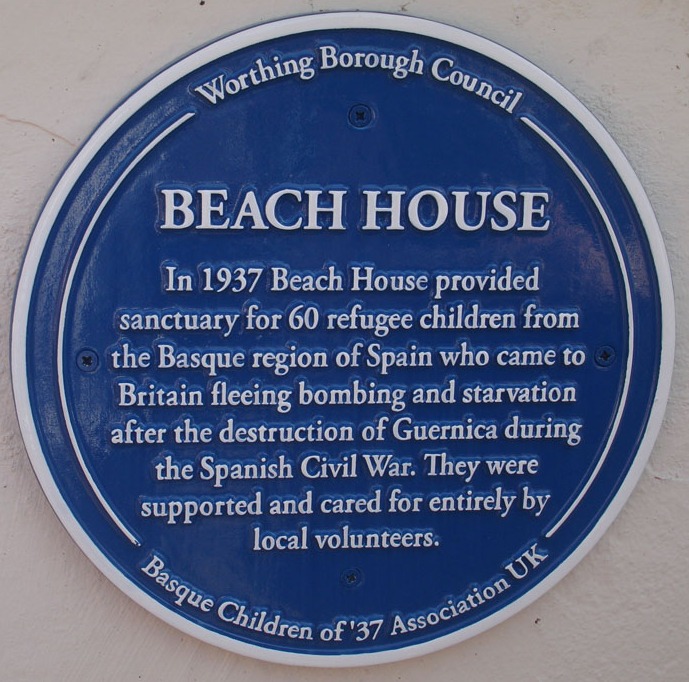 Worthing Borough Council
BEACH HOUSE
In 1937 Beach House provided
sanctuary for 60 refugee children from
the Basque region of Spain who came to
Britain fleeing bombing and starvation
after the destruction of Guernica during
the Spanish Civil War. They were
supported and cared for entirely by
local volunteers.
Basque Children of '37 Association UK